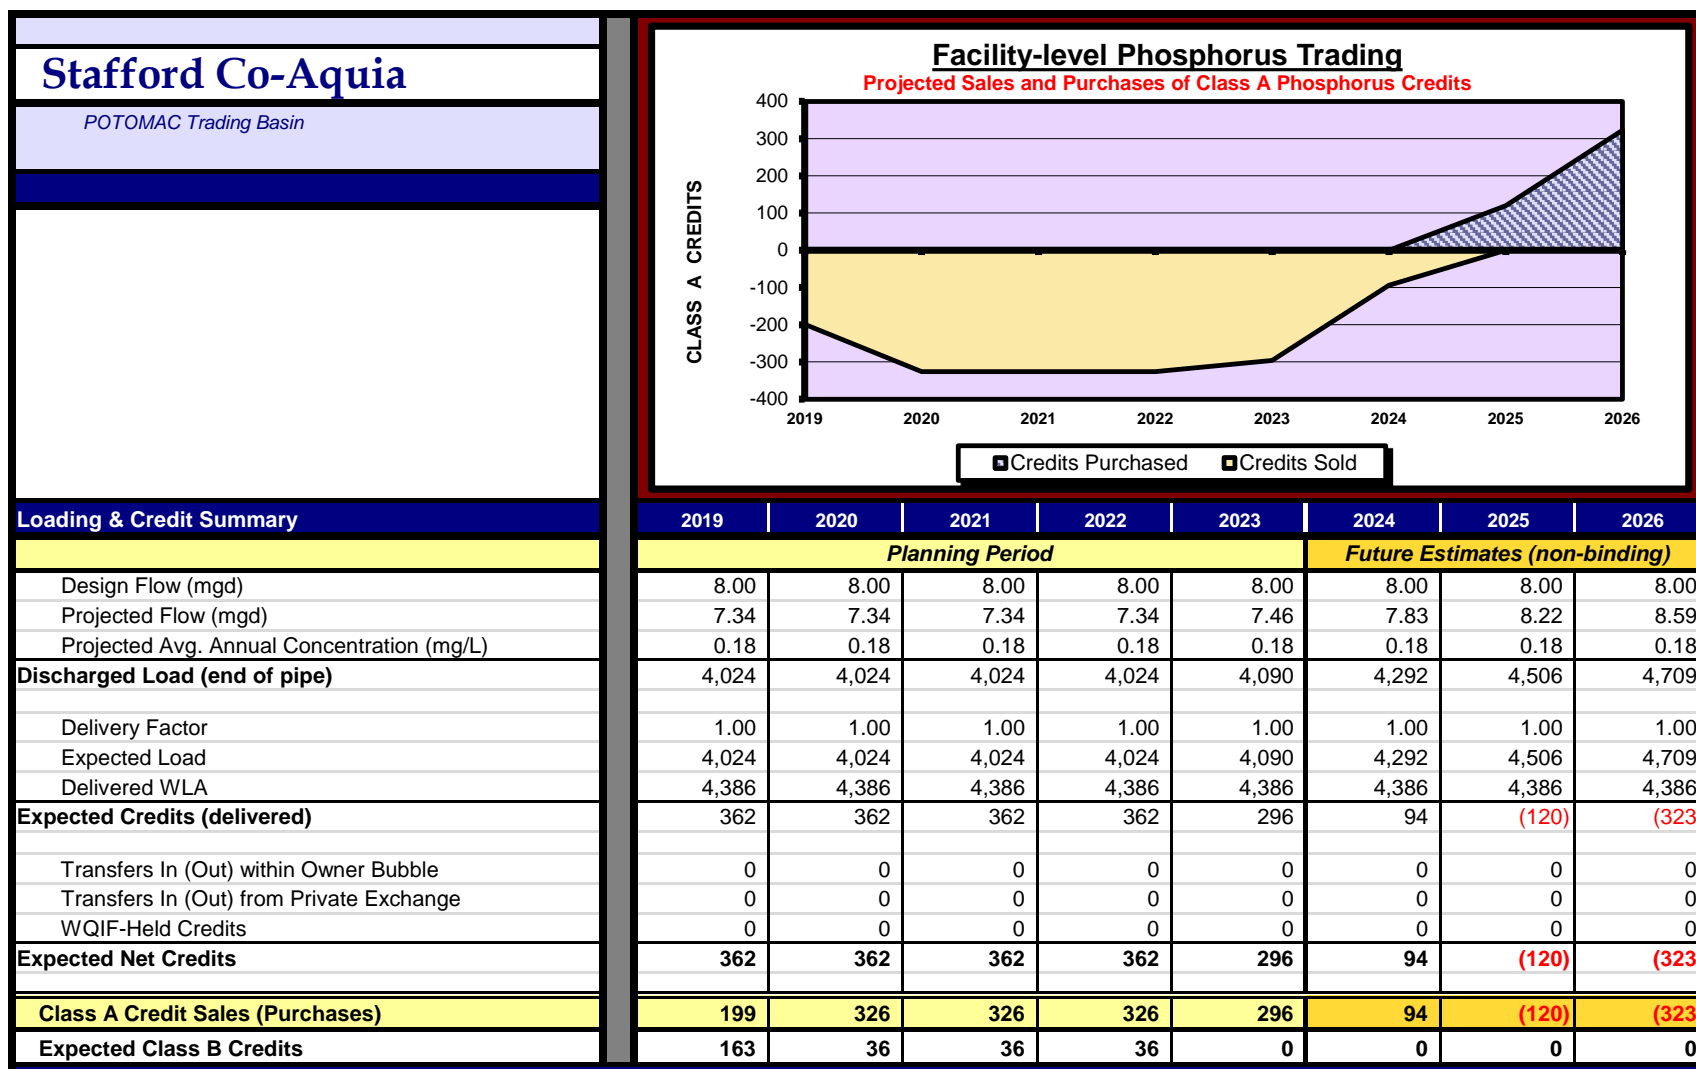 Stafford Co-Aquia
POTOMAC Trading Basin
Facility-level Phosphorus Trading
Projected Sales and Purchases of Class A Phosphorus Credits
CLASS A CREDITS
400
300
200
100
0
-100
-200
-300
-400
2019 2020 2021 2022 2023 2024 2025 2026
Credits Purchased Credits Sold
Loading & Credit Summary 2019 2020 2021 2022 2023 2024 2025 2026
Planning Period Future Estimates (non-binding)
Design Flow (mgd) 8.00 8.00 8.00 8.00 8.00 8.00 8.00 8.00
Projected Flow (mgd) 7.34 7.34 7.34 7.34 7.46 7.83 8.22 8.59
Projected Avg. Annual Concentration (mg/L) 0.18 0.18 0.18 0.18 0.18 0.18 0.18 0.18
Discharged Load (end of pipe) 4,024 4,024 4,024 4,024 4,090 4,292 4,506 4,709
Delivery Factor 1.00 1.00 1.00 1.00 1.00 1.00 1.00 1.00
Expected Load 4,024 4,024 4,024 4,024 4,090 4,292 4,506 4,709
Delivered WLA 4,386 4,386 4,386 4,386 4,386 4,386 4,386 4,386
Expected Credits (delivered) 362 362 362 362 296 94 (120) (323
Transfers In (Out) within Owner Bubble 0 0 0 0 0 0 0 0
Transfers In (Out) from Private Exchange 0 0 0 0 0 0 0 0
WQIF-Held Credits 0 0 0 0 0 0 0 0
Expected Net Credits 362 362 362 362 296 94 (120) (323
Class A Credit Sales (Purchases) 199 326 326 326 296 94 (120) (323
Expected Class B Credits 163 36 36 36 0 0 0 0